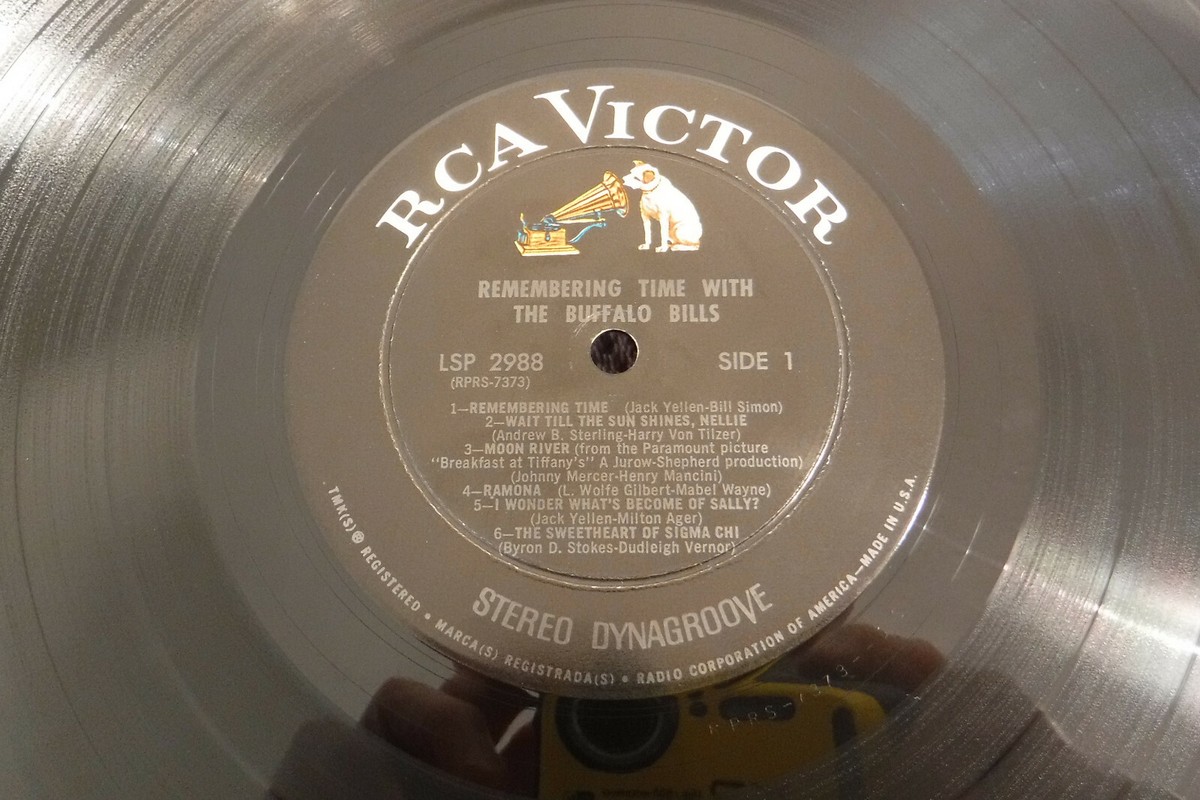 RCA VICTOR
REMEMBERING TIME WITH
THE BUFFALO BILLS
LSP 2988
SIDE 1
(RPRS-7373)
1—REMEMBERING TIME (Jack Yellen-Bill Simon)
2—WAIT TILL THE SUN SHINES, NELLIE
(Andrew B. Sterling-Harry Von Tilzer)
3—MOON RIVER (from the Paramount picture
"Breakfast at Tiffany's" A Jurow-Shepherd production)
(Johnny Mercer-Henry Mancini)
4—RAMONA (L. Wolfe Gilbert-Mabel Wayne)
5—I WONDER WHAT'S BECOME OF SALLY?
(Jack Yellen-Milton Ager)
6—THE SWEETHEART OF SIGMA CHI
(Byron D. Stokes-Dudleigh Vernor)
STEREO DYNAGROOVE
TMK(S) ® REGISTERED • MARCA(S) REGISTRADA(S) • RADIO CORPORATION OF AMERICA—MADE IN U.S.A.